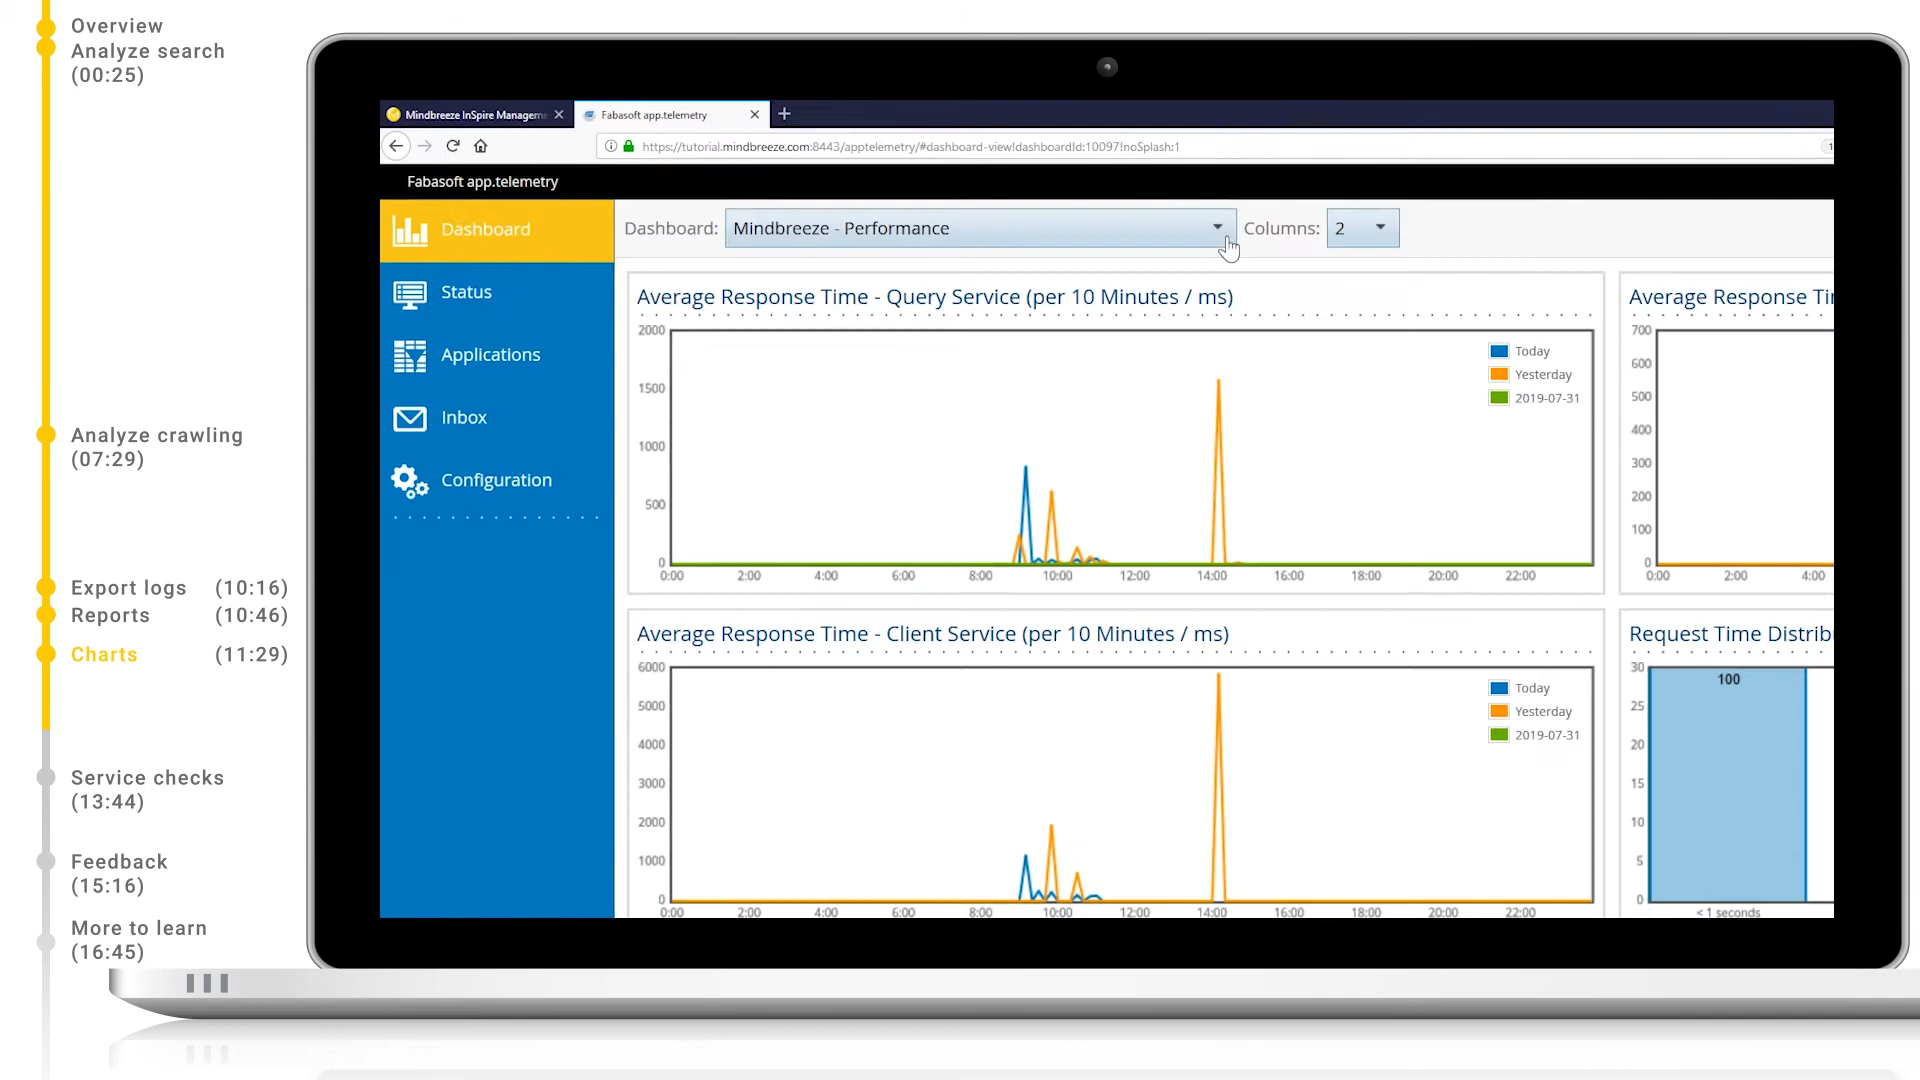 Overview
Analyze search
(00:25)
Analyze crawling
(07:29)
Export logs (10:16)
Reports (10:46)
Charts (11:29)
Service checks
(13:44)
Feedback
(15:16)
More to learn
(16:45)
Mindbreeze InSpire Managem
Fabasoft app.telemetry
https://tutorial.mindbreeze.com:8443/apptelemetry/#dashboard-view!dashboardId:10097!noSplash:1
1
Fabasoft app.telemetry
Dashboard
Status
Applications
Inbox
Configuration
Dashboard: Mindbreeze - Performance Columns: 2
Average Response Time - Query Service (per 10 Minutes / ms)
2000
1500
1000
500
0
0:00 2:00 4:00 6:00 8:00 10:00 12:00 14:00 16:00 18:00 20:00 22:00
Today
Yesterday
2019-07-31
Average Response Ti
700
600
500
400
300
200
100
0
0:00 2:00 4:00
Average Response Time - Client Service (per 10 Minutes / ms)
6000
5000
4000
3000
2000
1000
0
0:00 2:00 4:00 6:00 8:00 10:00 12:00 14:00 16:00 18:00 20:00 22:00
Today
Yesterday
2019-07-31
Request Time Distrib
30
25
20
15
10
5
0
100
< 1 seconds